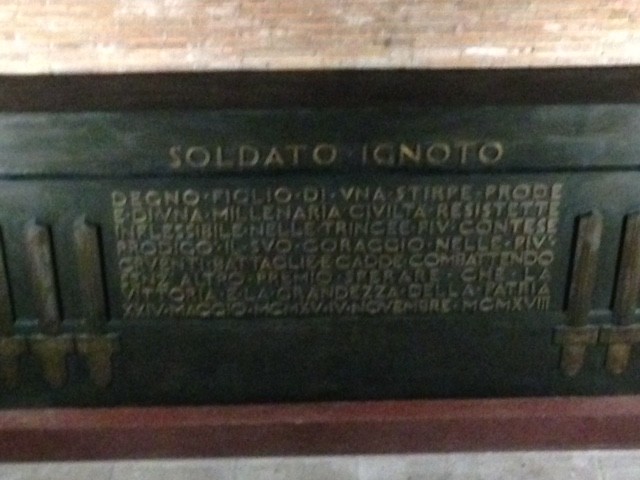 SOLDATO IGNOTO
DEGNO·FIGLIO·DI·VNA·STIRPE·PRODE
E·DI·VNA·MILLENARIA CIVILTÀ·RESISTETTE
INFLESSIBILE·NELLE·TRINCEE·PIV·CONTESE
PRODIGÒ·IL·SVO·CORAGGIO·NELLE·PIV·
CRVENTI·BATTAGLIE·E·CADDE·COMBATTENDO
ALTRO·PREMIO·SPERARE·CHE·LA
VITTORIA·E·LA·GRANDEZZA·DELLA·PATRIA
XXIV·MAGGIO·MCMXV·IV·NOVEMBRE·MCMXVIII